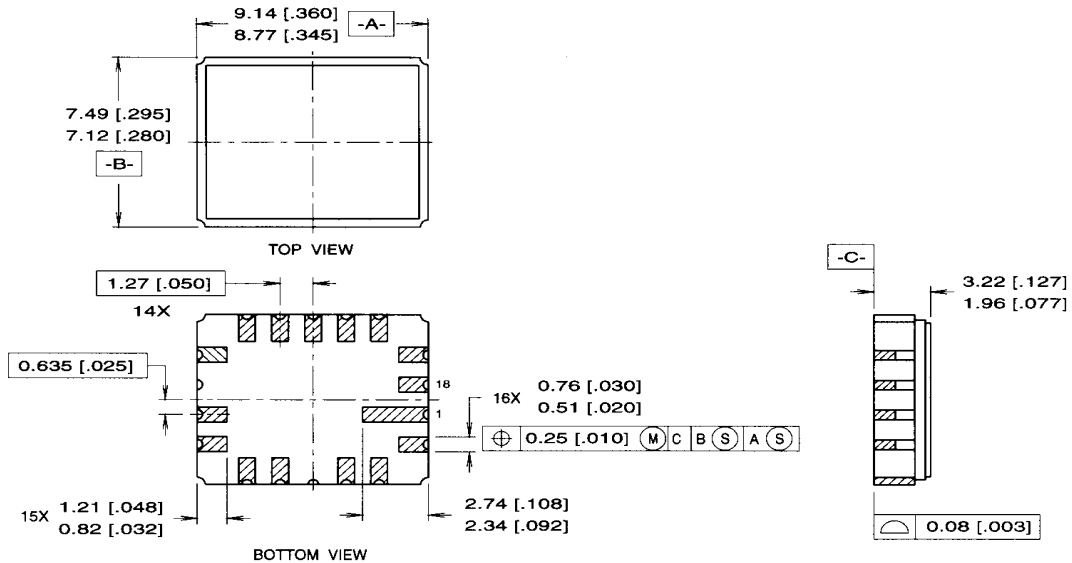 9.14 [.360]
8.77 [.345]
-A-
7.49 [.295]
7.12 [.280]
-B-
TOP VIEW
1.27 [.050]
14X
-C-
3.22 [.127]
1.96 [.077]
0.635 [.025]
18
1
16X
0.76 [.030]
0.51 [.020]
0.25 [.010] M C B S A S
15X
1.21 [.048]
0.82 [.032]
2.74 [.108]
2.34 [.092]
0.08 [.003]
BOTTOM VIEW